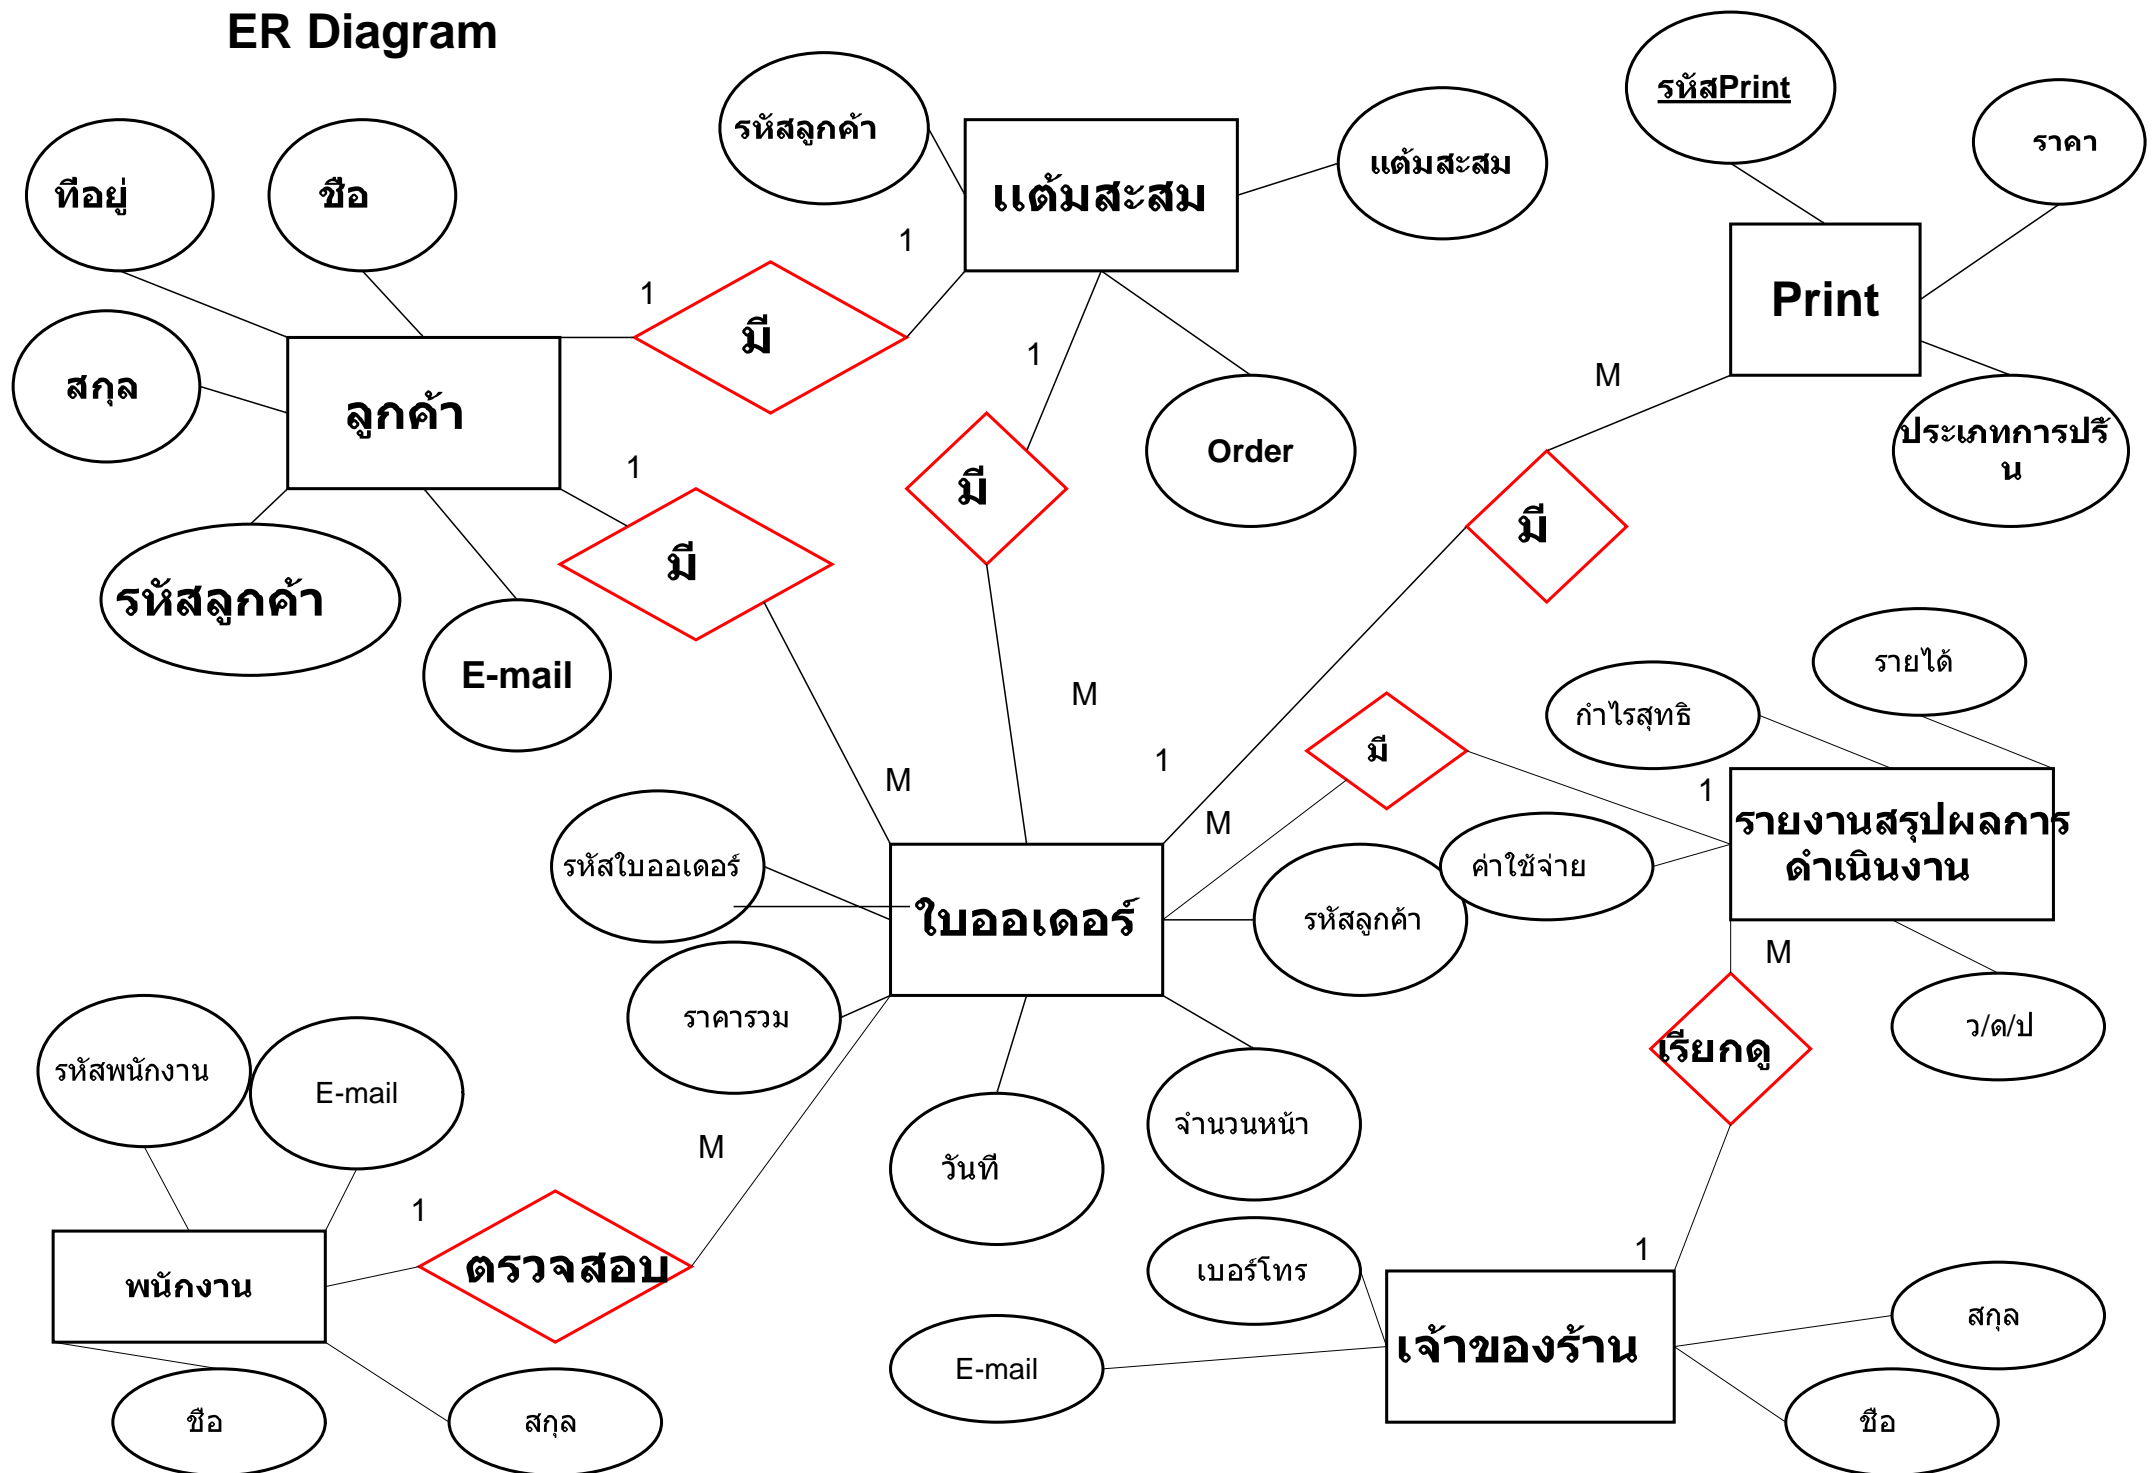 ER Diagram
รหัสPrint
รหัสลูกค้า
ราคา
แต้มสะสม
แต้มสะสม
ที่อยู่
ชื่อ
1
1
มี
Print
1
M
สกุล
ลูกค้า
Order
ประเภทการปริ้
น
1
มี
มี
มี
รหัสลูกค้า
E-mail
รายได้
M
กำไรสุทธิ
มี
1
M
1
M
รายงานสรุปผลการ
ดำเนินงาน
รหัสใบออเดอร์
ค่าใช้จ่าย
ใบออเดอร์
รหัสลูกค้า
M
ราคารวม
ว/ด/ป
เรียกดู
รหัสพนักงาน
E-mail
จำนวนหน้า
M
วันที่
1
1
ตรวจสอบ
เบอร์โทร
พนักงาน
สกุล
เจ้าของร้าน
E-mail
ชื่อ
สกุล
ชื่อ